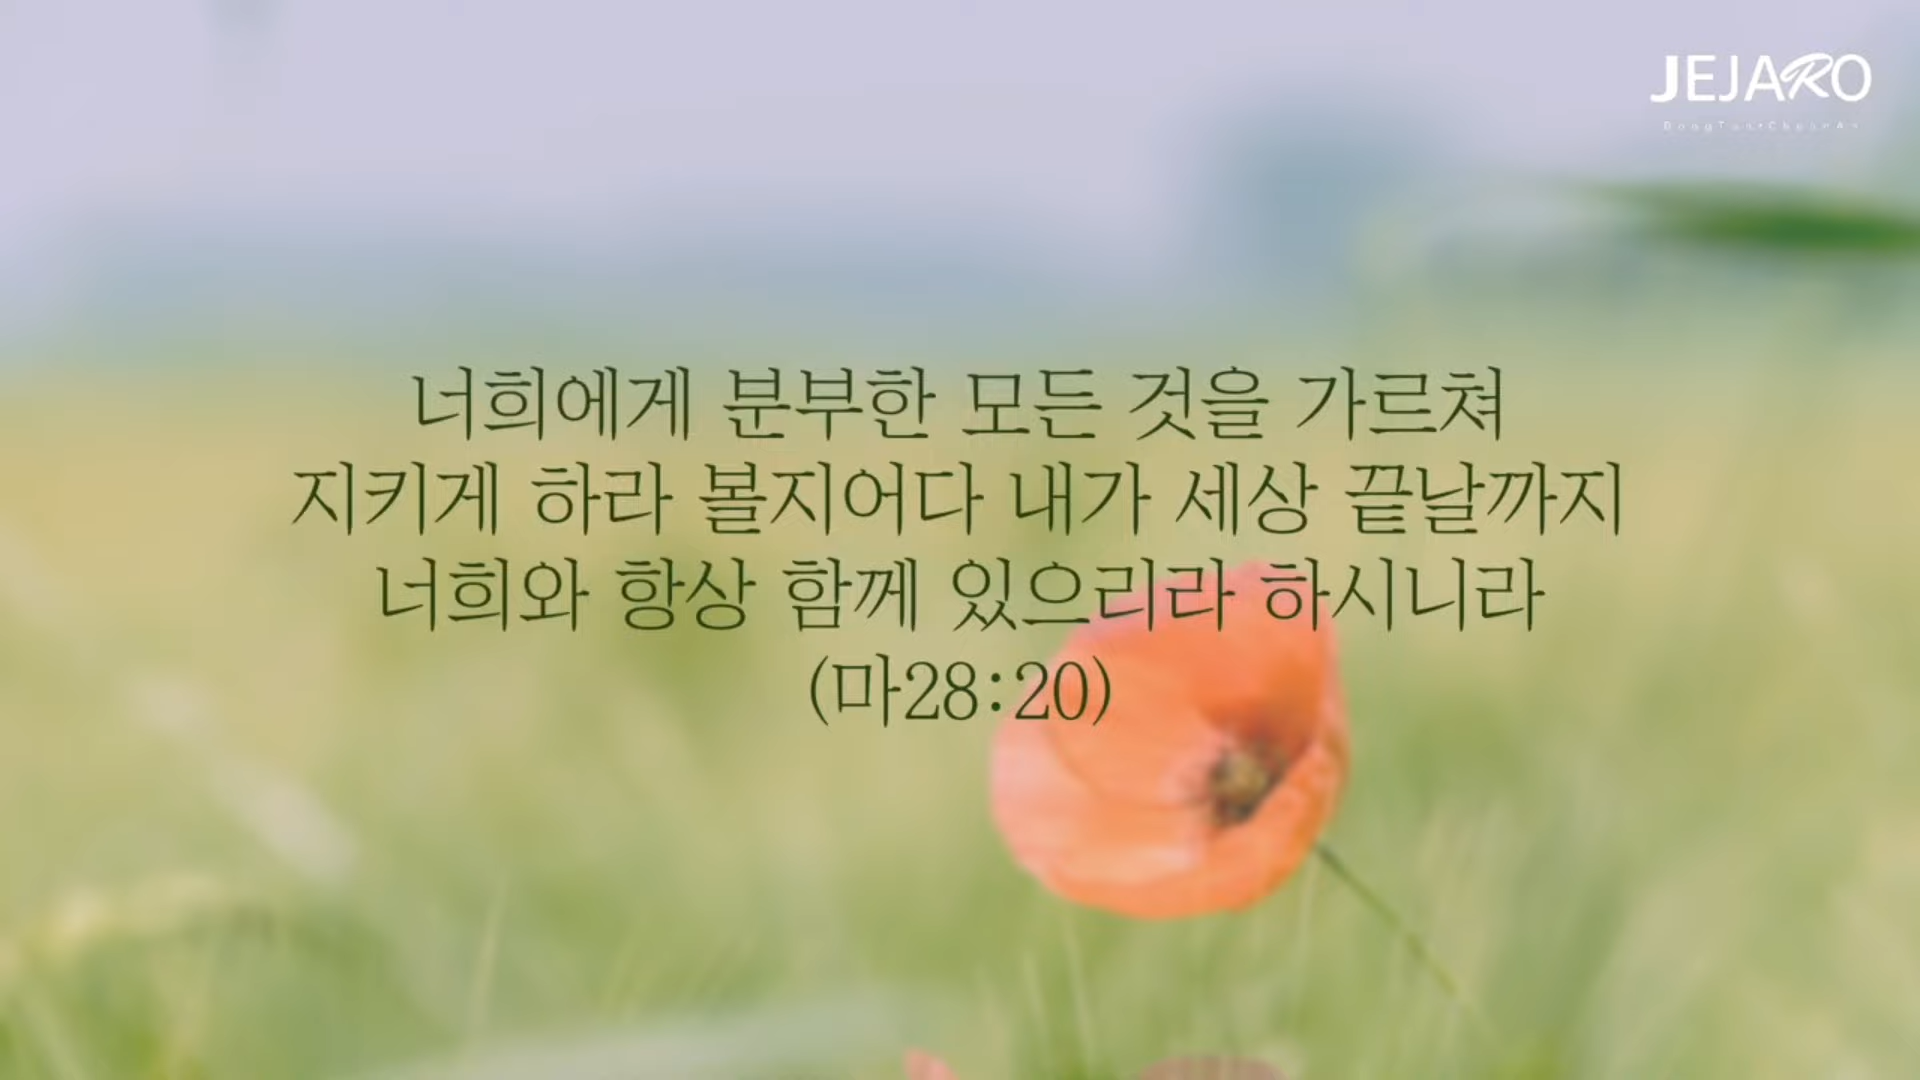 JEJARO
너희에게 분부한 모든 것을 가르쳐
지키게 하라 볼지어다 내가 세상 끝날까지
너희와 항상 함께 있으리라 하시니라
(마28:20)